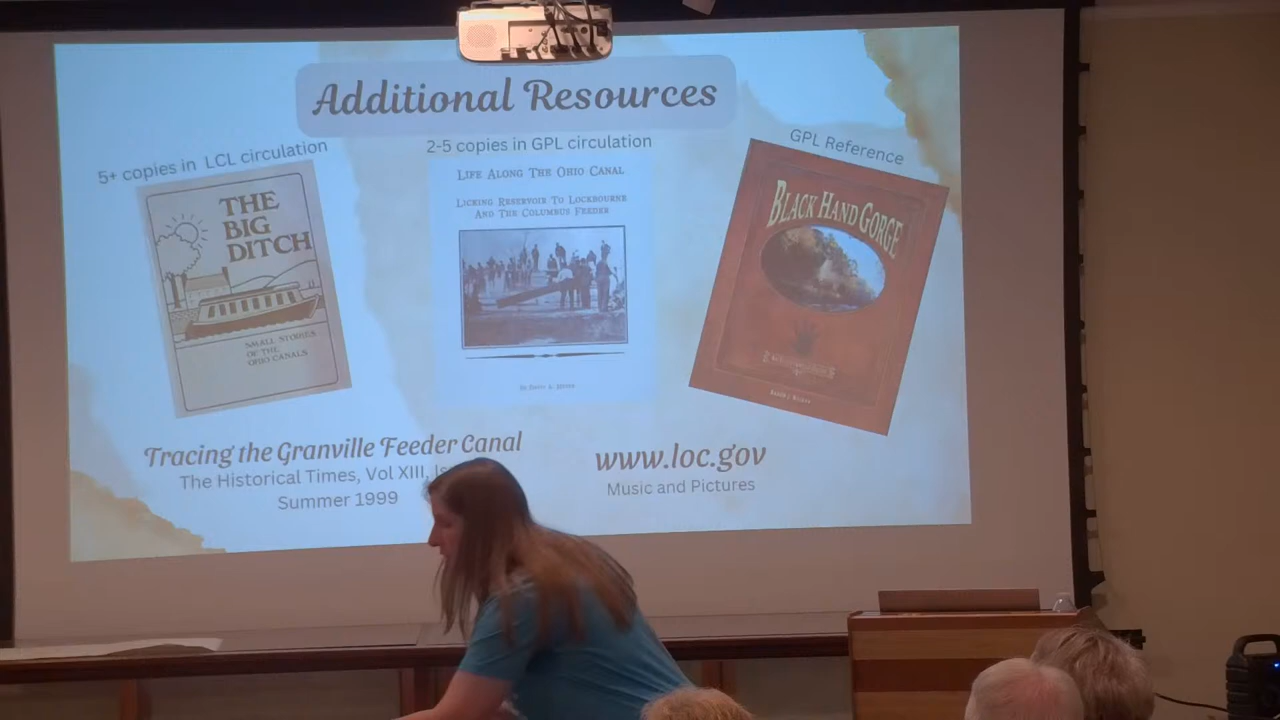 Additional Resources
5+ copies in LCL circulation
THE
BIG
DITCH
SMALL STORIES
OF THE
OHIO CANALS
2-5 copies in GPL circulation
LIFE ALONG THE OHIO CANAL
LICKING RESERVOIR TO LOCKBOURNE
AND THE COLUMBUS FEEDER
GPL Reference
BLACK HAND GORGE
Tracing the Granville Feeder Canal
The Historical Times, Vol XIII,
Summer 1999
www.loc.gov
Music and Pictures